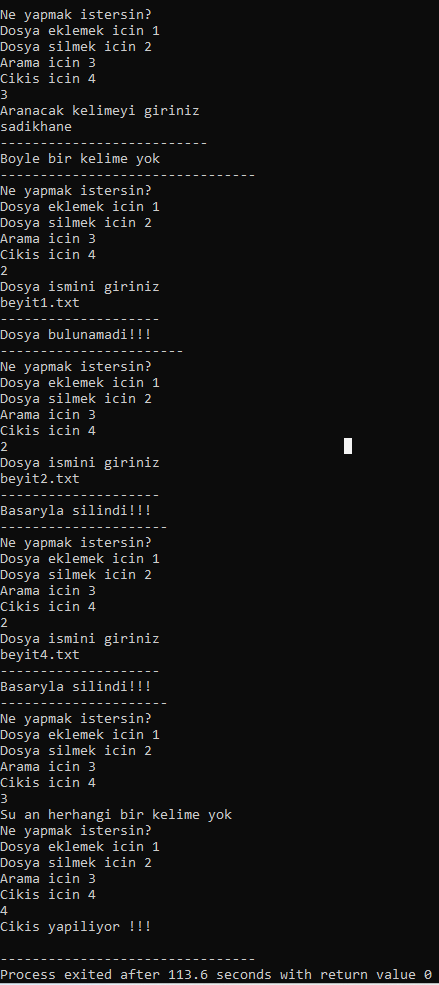 Ne yapmak istersin?
Dosya eklemek icin 1
Dosya silmek icin 2
Arama icin 3
Cikis icin 4
3
Aranacak kelimeyi giriniz
sadikhane
--------------------------
Boyle bir kelime yok
--------------------------------
Ne yapmak istersin?
Dosya eklemek icin 1
Dosya silmek icin 2
Arama icin 3
Cikis icin 4
2
Dosya ismini giriniz
beyit1.txt
--------------------
Dosya bulunamadi!!!
-----------------------
Ne yapmak istersin?
Dosya eklemek icin 1
Dosya silmek icin 2
Arama icin 3
Cikis icin 4
2
Dosya ismini giriniz
beyit2.txt
--------------------
Basaryla silindi!!!
---------------------
Ne yapmak istersin?
Dosya eklemek icin 1
Dosya silmek icin 2
Arama icin 3
Cikis icin 4
2
Dosya ismini giriniz
beyit4.txt
--------------------
Basaryla silindi!!!
---------------------
Ne yapmak istersin?
Dosya eklemek icin 1
Dosya silmek icin 2
Arama icin 3
Cikis icin 4
3
Su an herhangi bir kelime yok
Ne yapmak istersin?
Dosya eklemek icin 1
Dosya silmek icin 2
Arama icin 3
Cikis icin 4
4
Cikis yapiliyor !!!
--------------------------------
Process exited after 113.6 seconds with return value 0